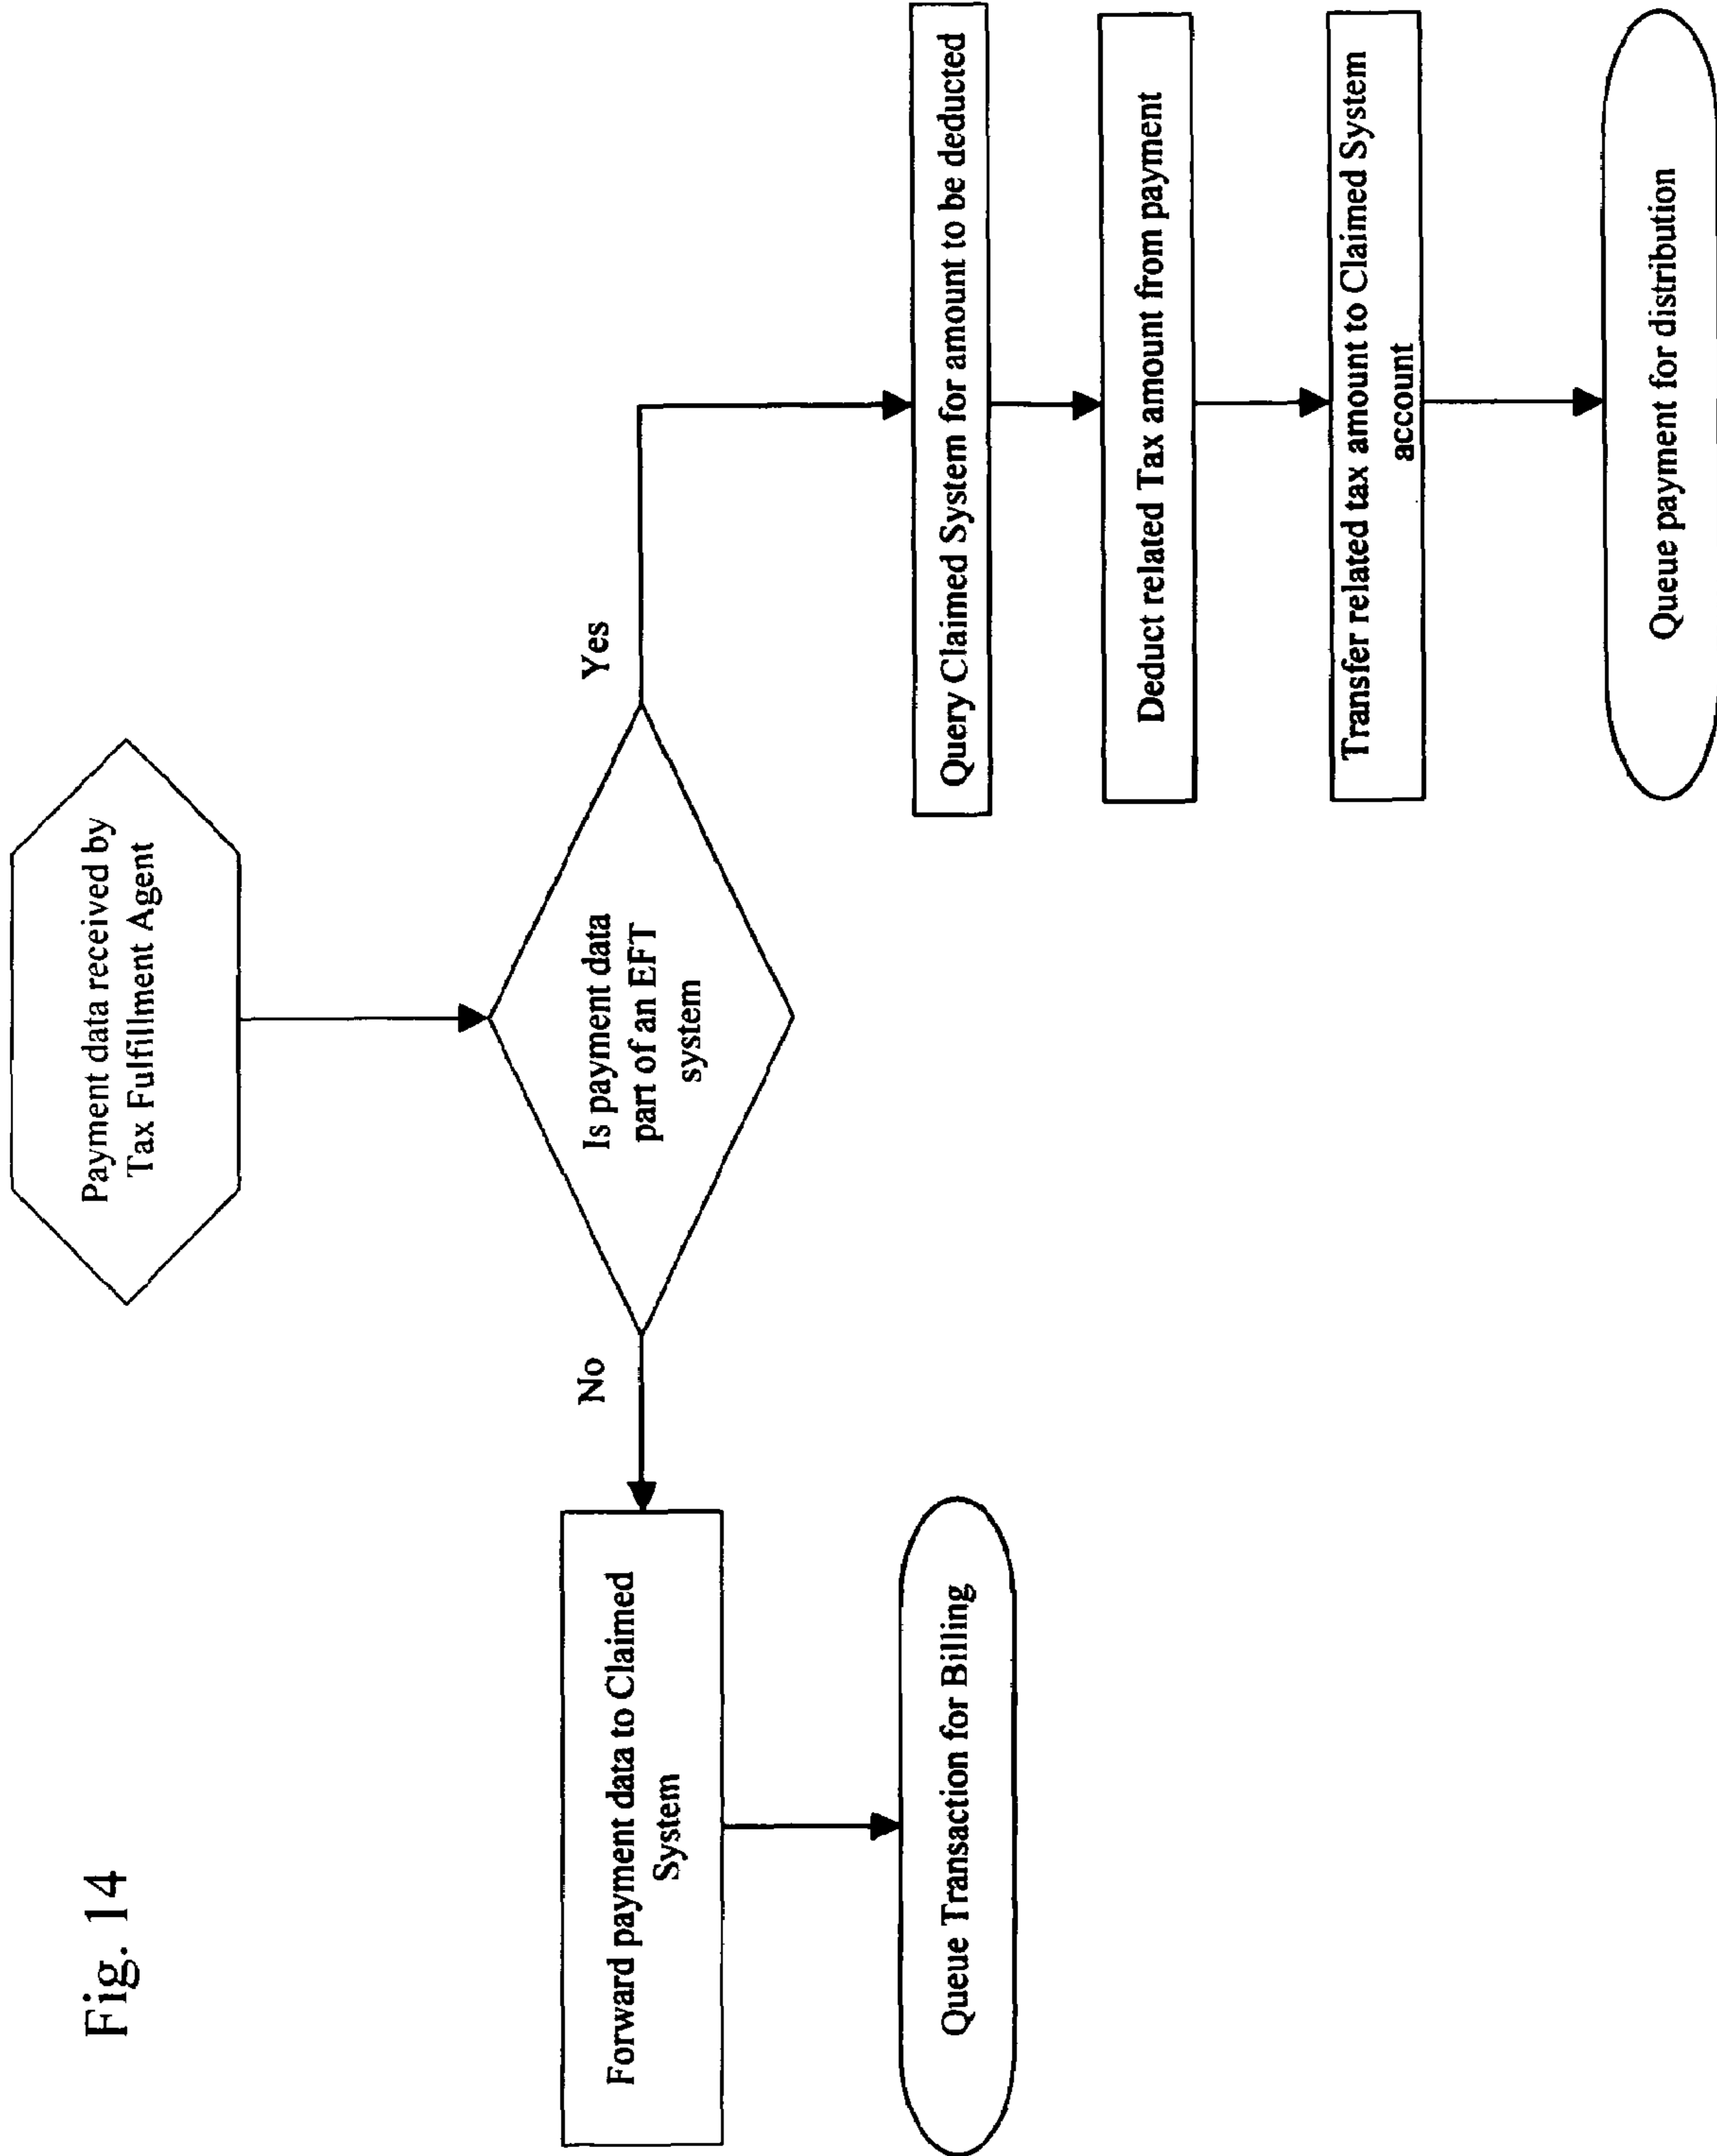 Fig. 14
Payment data received by
Tax Fulfillment Agent
Is payment data
part of an EFT
system
No
Yes
Forward payment data to Claimed
System
Queue Transaction for Billing
Query Claimed System for amount to be deducted
Deduct related Tax amount from payment
Transfer related tax amount to Claimed System
account
Queue payment for distribution